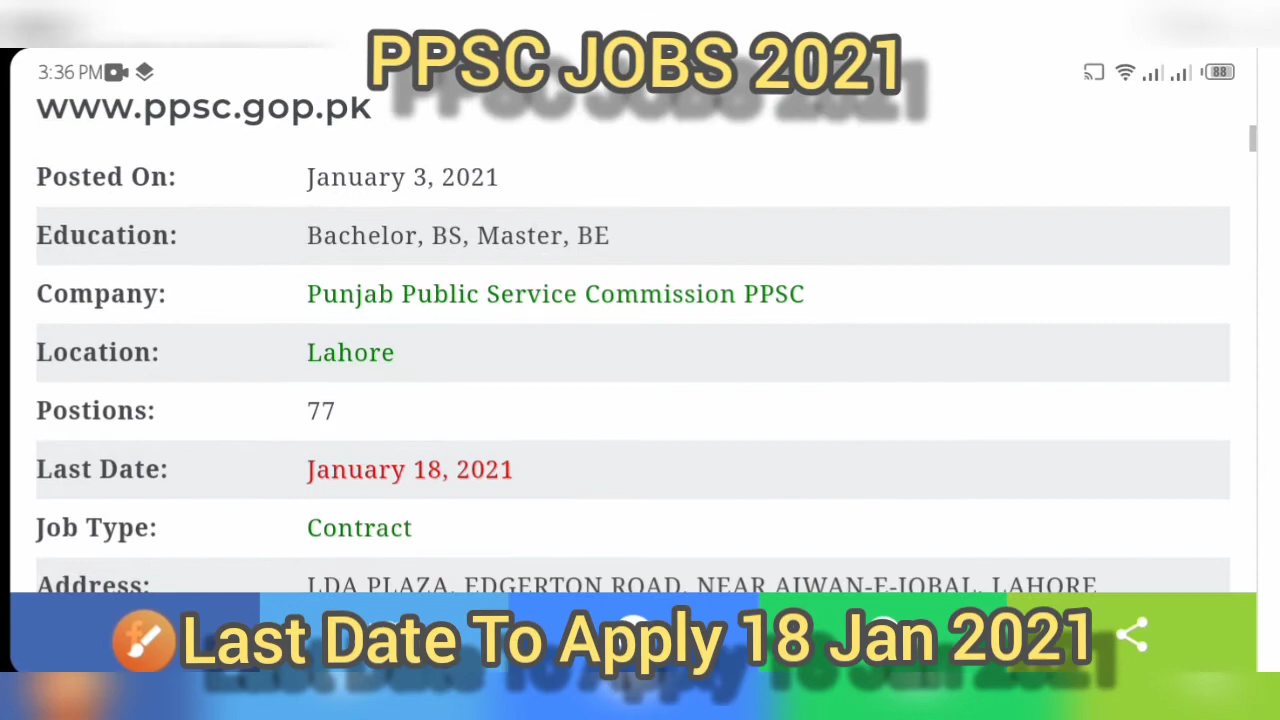 PPSC JOBS 2021
3:36 PM
88
www.ppsc.gop.pk
Posted On: January 3, 2021
Education: Bachelor, BS, Master, BE
Company: Punjab Public Service Commission PPSC
Location: Lahore
Postions: 77
Last Date: January 18, 2021
Job Type: Contract
Address: LDA PLAZA, EDGERTON ROAD, NEAR AIWAN-E-IQBAL, LAHORE
Last Date To Apply 18 Jan 2021